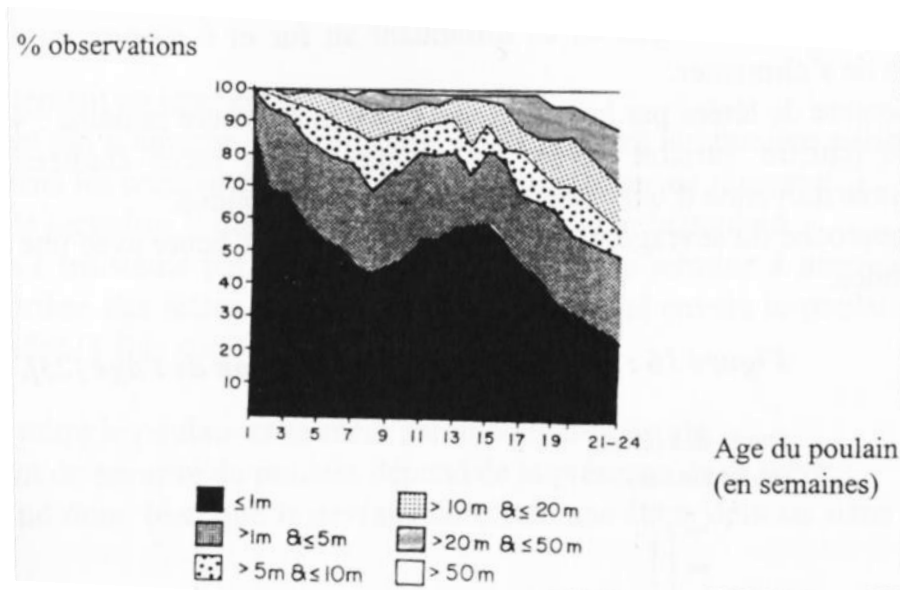 % observations
100
90
80
70
60
50
40
30
20
10
1 3 5 7 9 11 13 15 17 19 21-24
Age du poulain
(en semaines)
≤1m
>1m &≤5m
>5m &≤10m
>10m &≤20m
>20m &≤50m
>50m